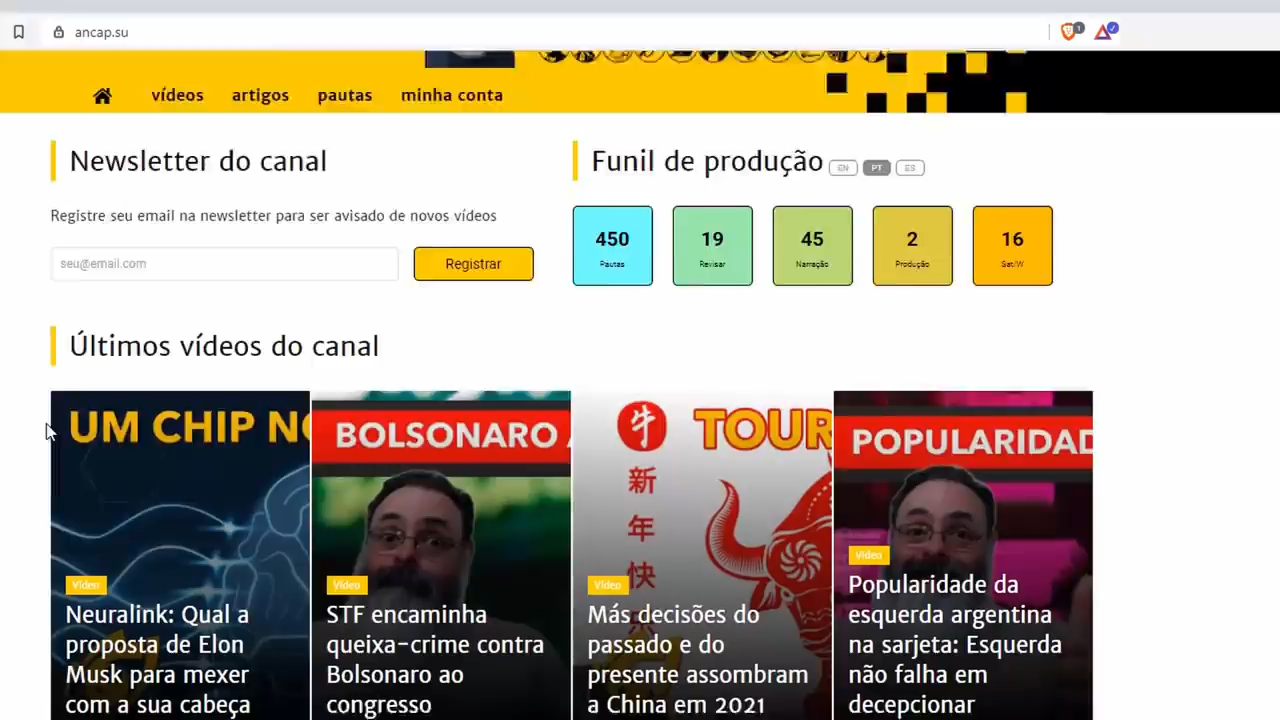 ancap.su
vídeos artigos pautas minha conta
Newsletter do canal
Registre seu email na newsletter para ser avisado de novos vídeos
seu@email.com
Registrar
Funil de produção EN PT ES
450 19 45 2 16
Pautas Revisar Narração Produção Sat/W
Últimos vídeos do canal
UM CHIP NO
Vídeo
Neuralink: Qual a
proposta de Elon
Musk para mexer
com a sua cabeça
BOLSONARO
Vídeo
STF encaminha
queixa-crime contra
Bolsonaro ao
congresso
牛
新
年
快
乐
TOUR
Vídeo
Más decisões do
passado e do
presente assombram
a China em 2021
POPULARIDAD
Vídeo
Popularidade da
esquerda argentina
na sarjeta: Esquerda
não falha em
decepcionar